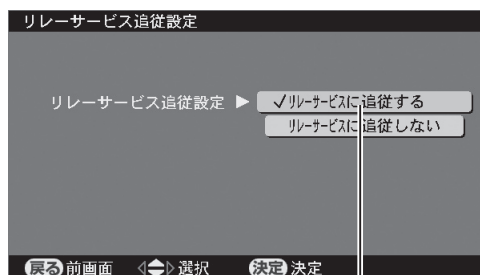 リレーサービス追従設定
リレーサービス追従設定 ▶ ✓リレーサービスに追従する
リレーサービスに追従しない
戻る 前画面 選択 決定 決定